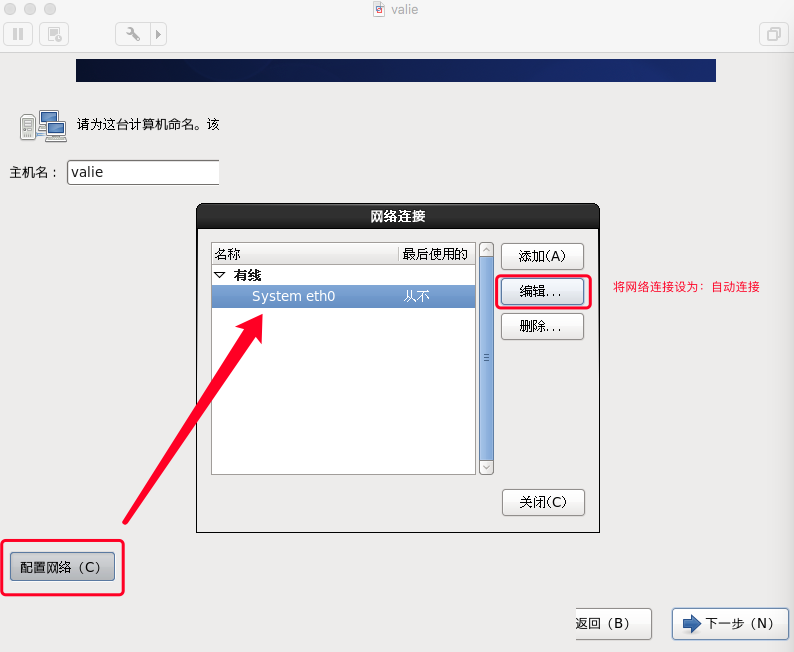 valie
请为这台计算机命名。该
主机名：
valie
网络连接
名称 最后使用的
有线
System eth0 从不
添加(A)
编辑...
删除...
将网络连接设为：自动连接
关闭(C)
配置网络（C）
返回（B）
下一步（N）